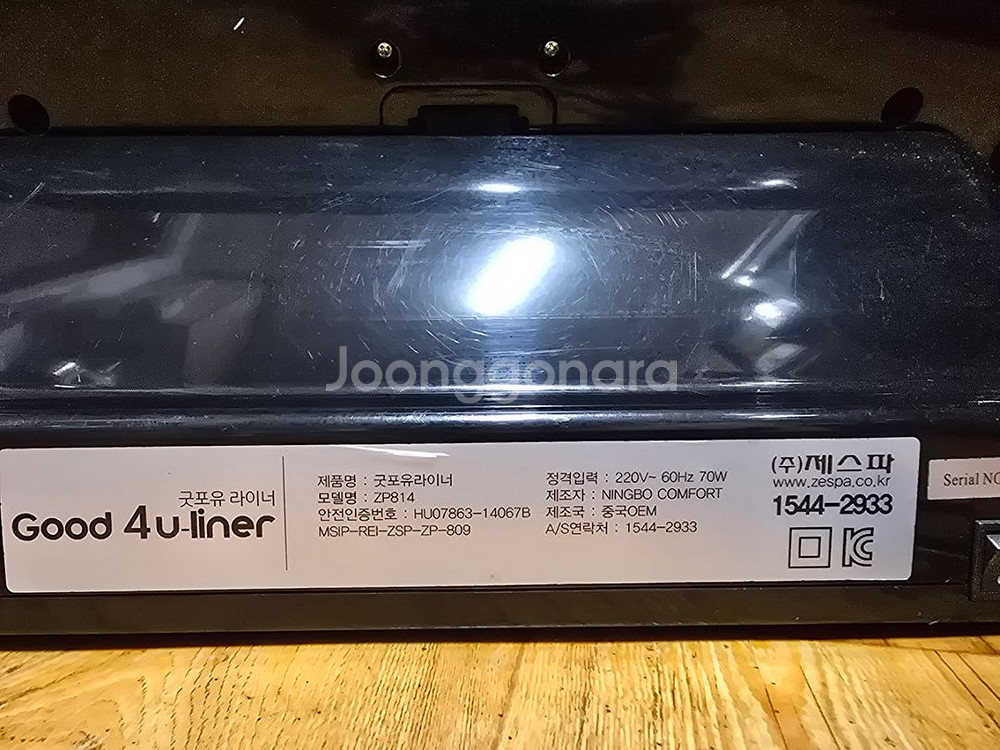 Joonggonara
굿포유 라이너
Good 4u-liner
제품명 : 굿포유라이너
모델명 : ZP814
안전인증번호 : HU07863-14067B
MSIP-REI-ZSP-ZP-809
정격입력 : 220V~ 60Hz 70W
제조자 : NINGBO COMFORT
제조국 : 중국OEM
A/S연락처 : 1544-2933
(주)제스파
www.zespa.co.kr
1544-2933
Serial NO